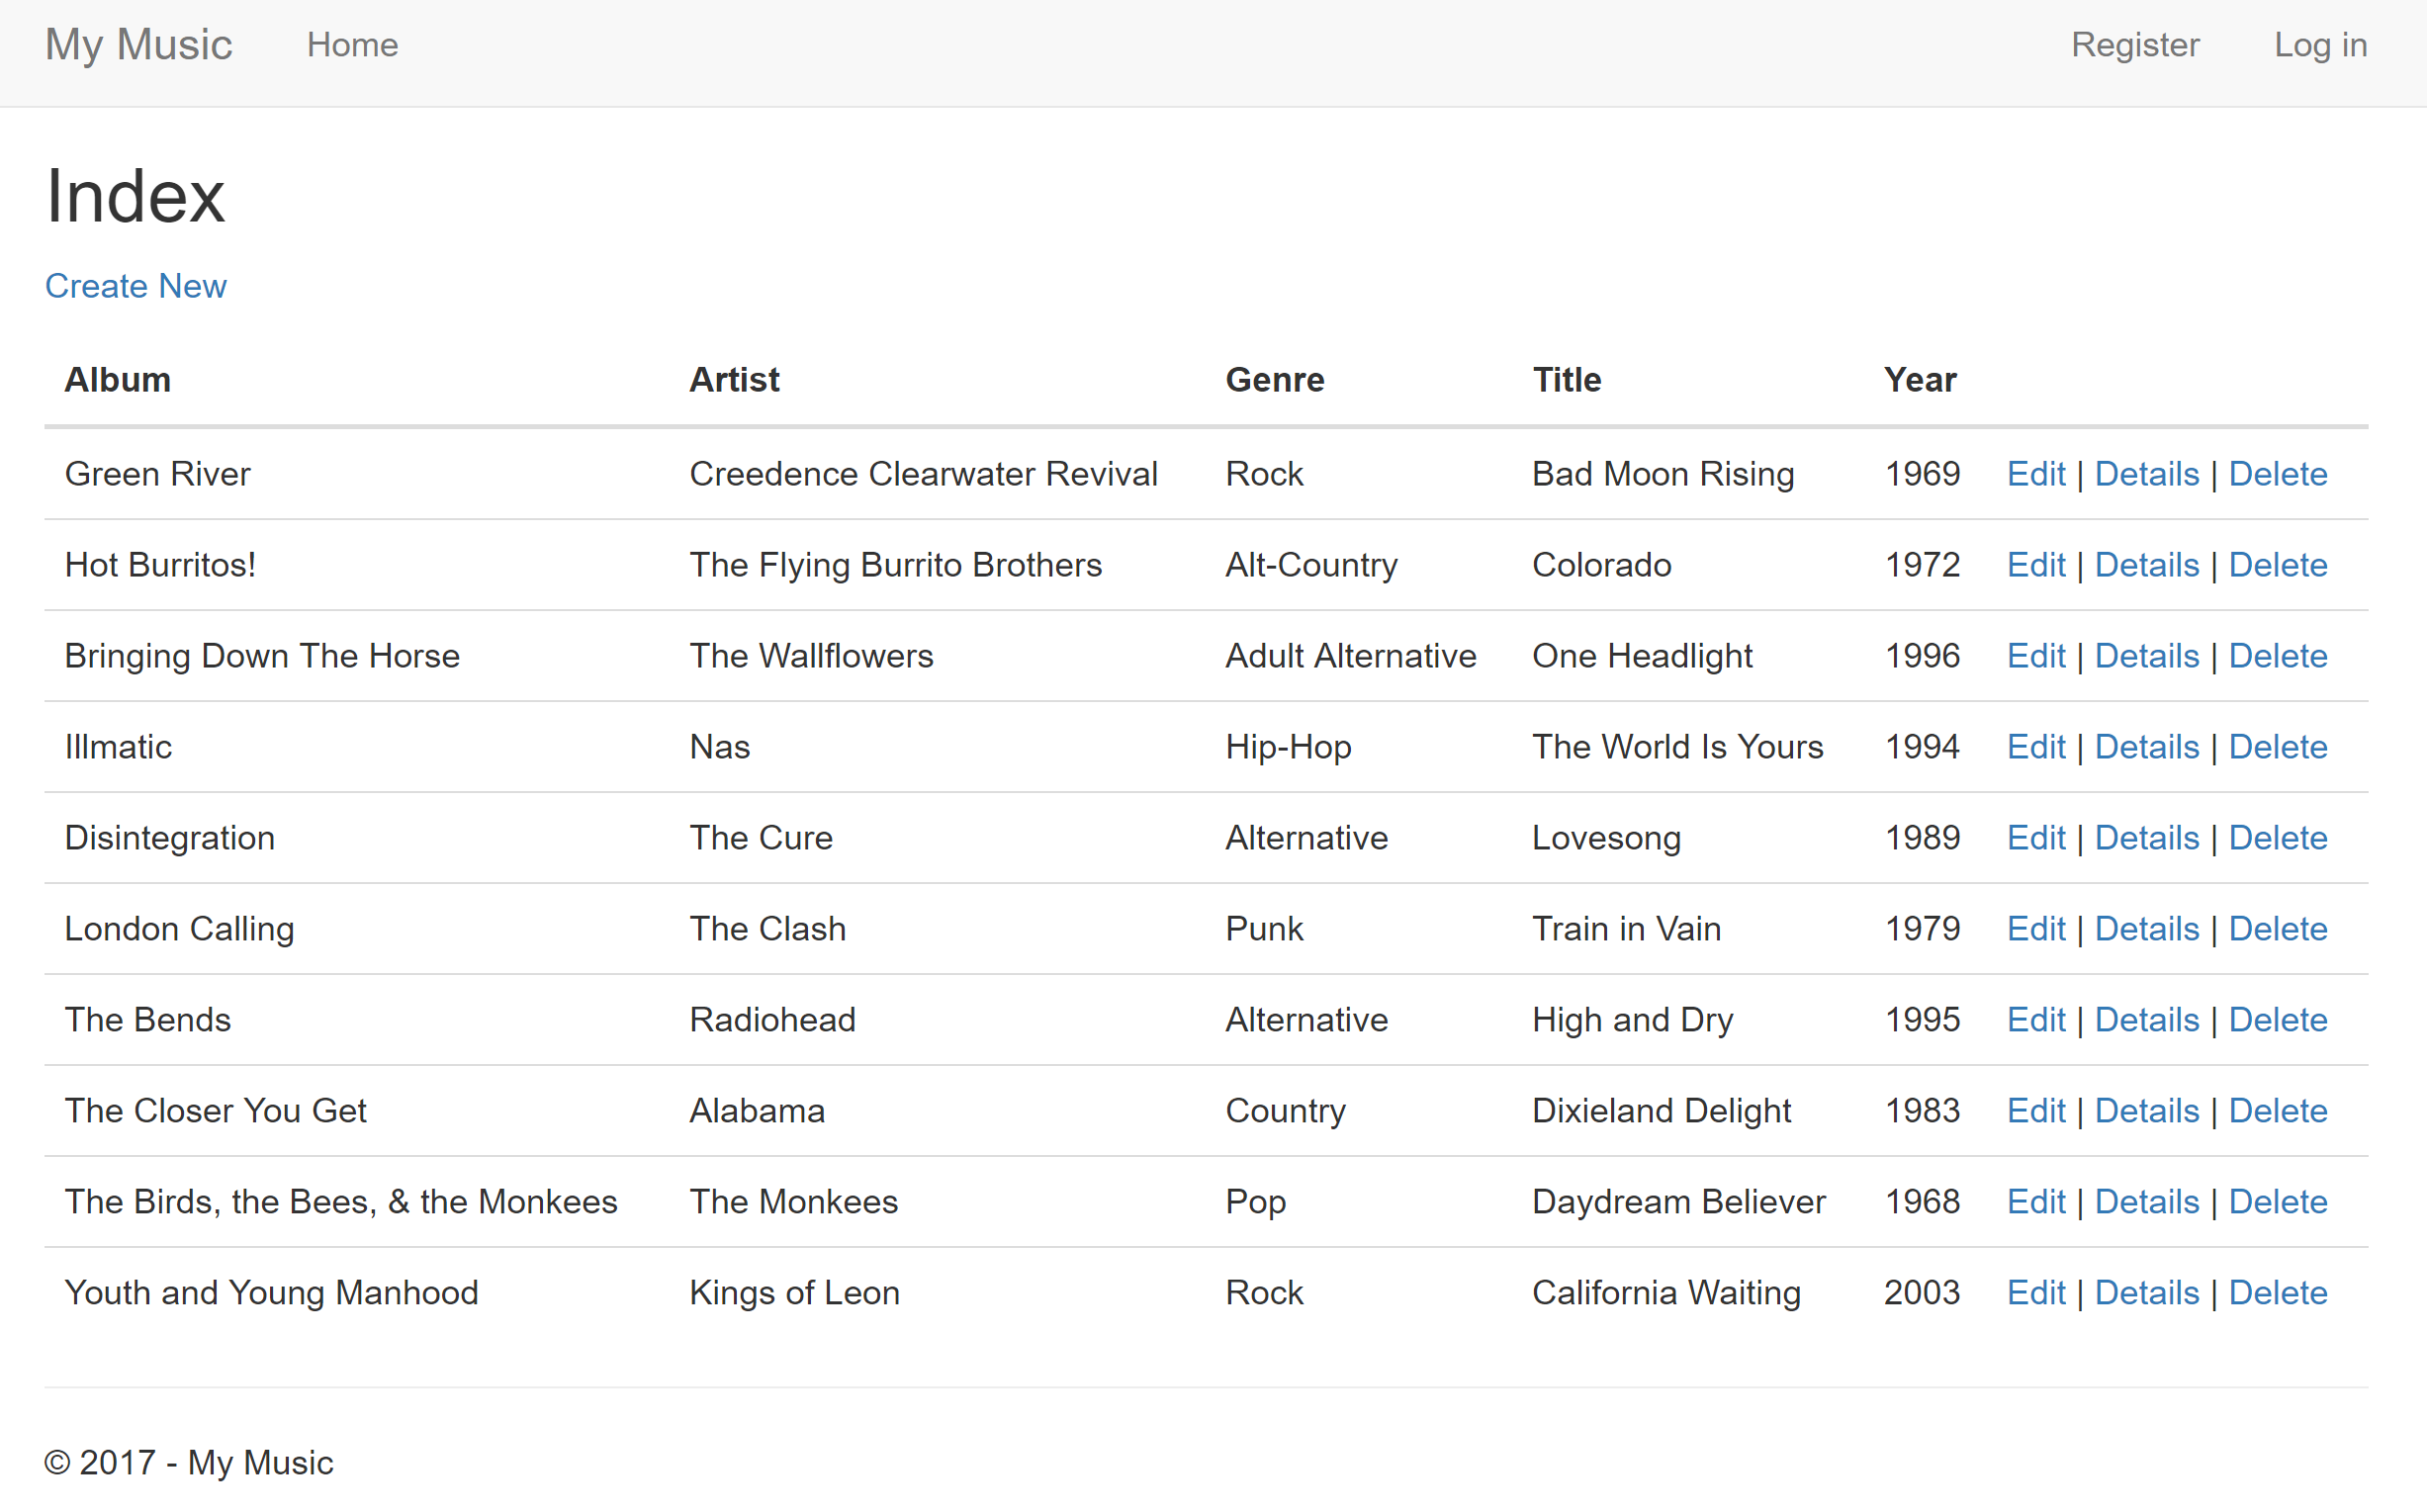 My Music Home Register Log in
Index
Create New
Album Artist Genre Title Year
Green River Creedence Clearwater Revival Rock Bad Moon Rising 1969 Edit | Details | Delete
Hot Burritos! The Flying Burrito Brothers Alt-Country Colorado 1972 Edit | Details | Delete
Bringing Down The Horse The Wallflowers Adult Alternative One Headlight 1996 Edit | Details | Delete
Illmatic Nas Hip-Hop The World Is Yours 1994 Edit | Details | Delete
Disintegration The Cure Alternative Lovesong 1989 Edit | Details | Delete
London Calling The Clash Punk Train in Vain 1979 Edit | Details | Delete
The Bends Radiohead Alternative High and Dry 1995 Edit | Details | Delete
The Closer You Get Alabama Country Dixieland Delight 1983 Edit | Details | Delete
The Birds, the Bees, & the Monkees The Monkees Pop Daydream Believer 1968 Edit | Details | Delete
Youth and Young Manhood Kings of Leon Rock California Waiting 2003 Edit | Details | Delete
© 2017 - My Music